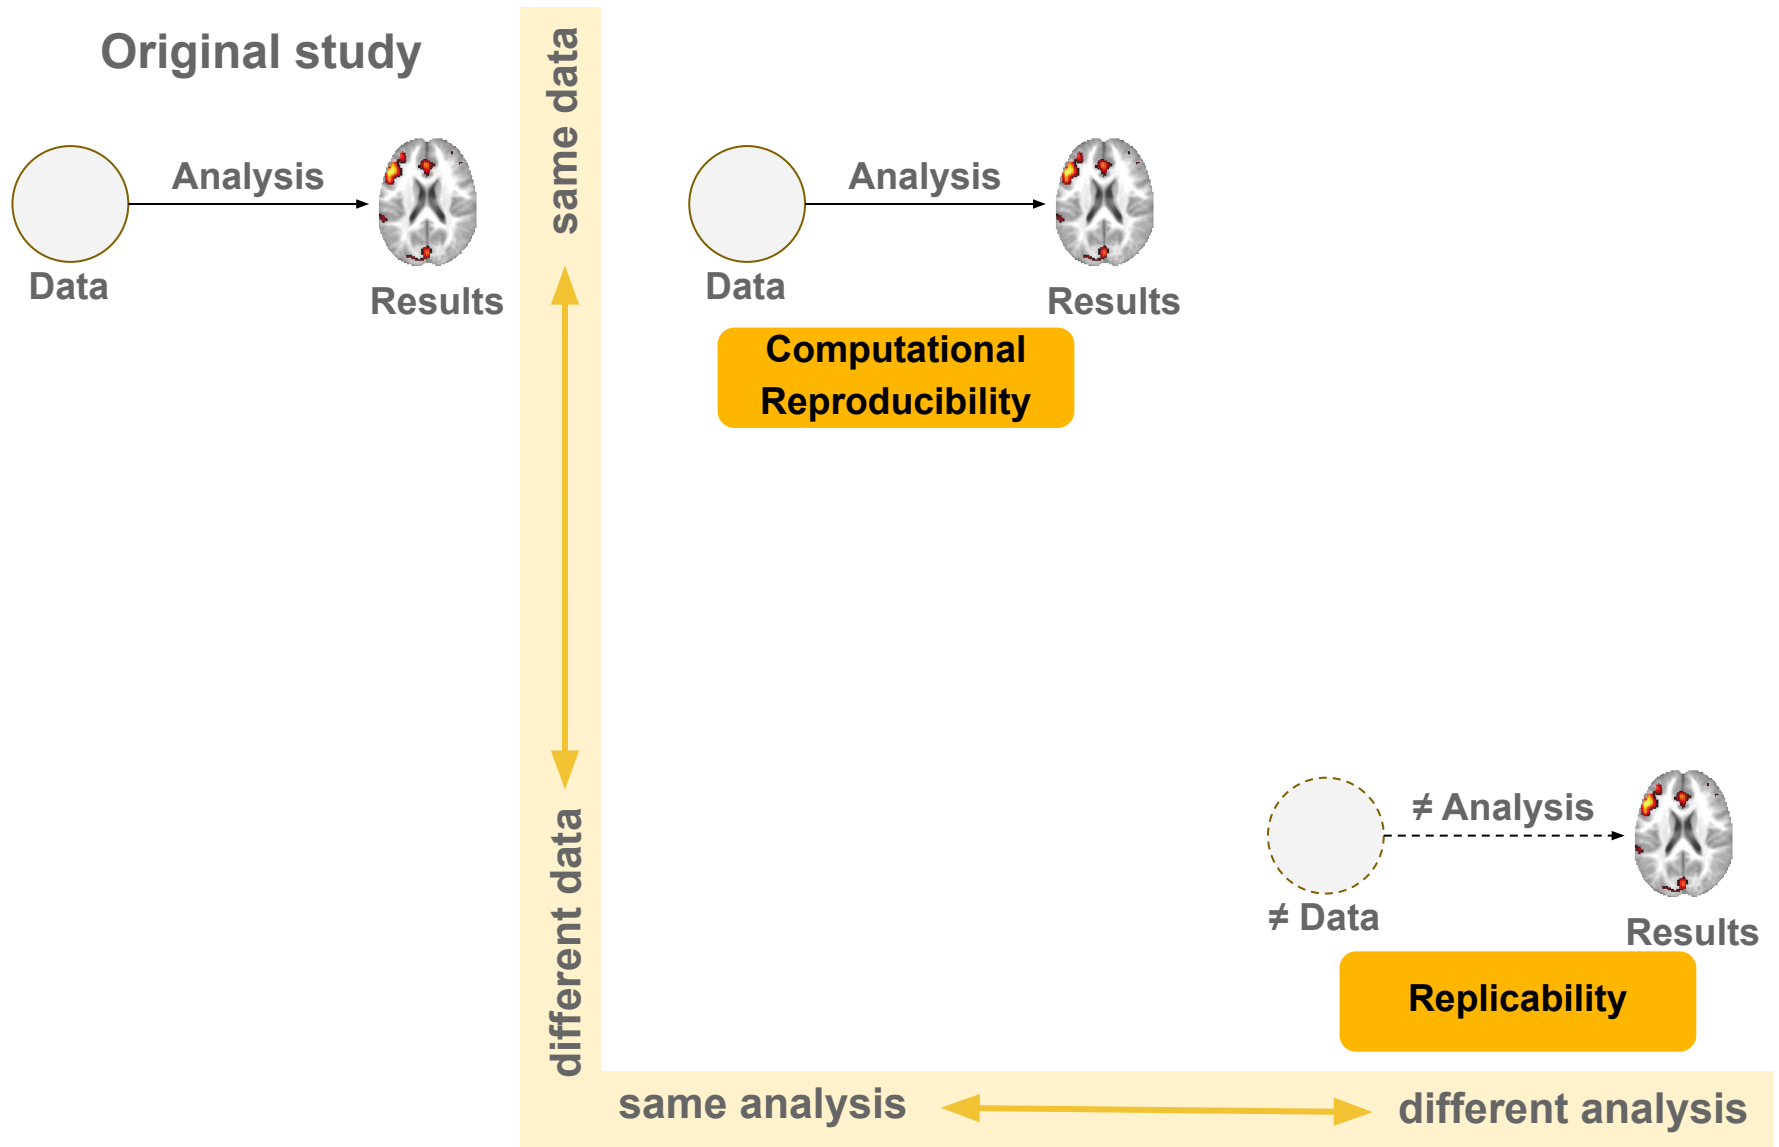 Original study
Analysis
Data
Results
same data
different data
Analysis
Data
Results
Computational
Reproducibility
≠ Analysis
≠ Data
Results
Replicability
same analysis
different analysis